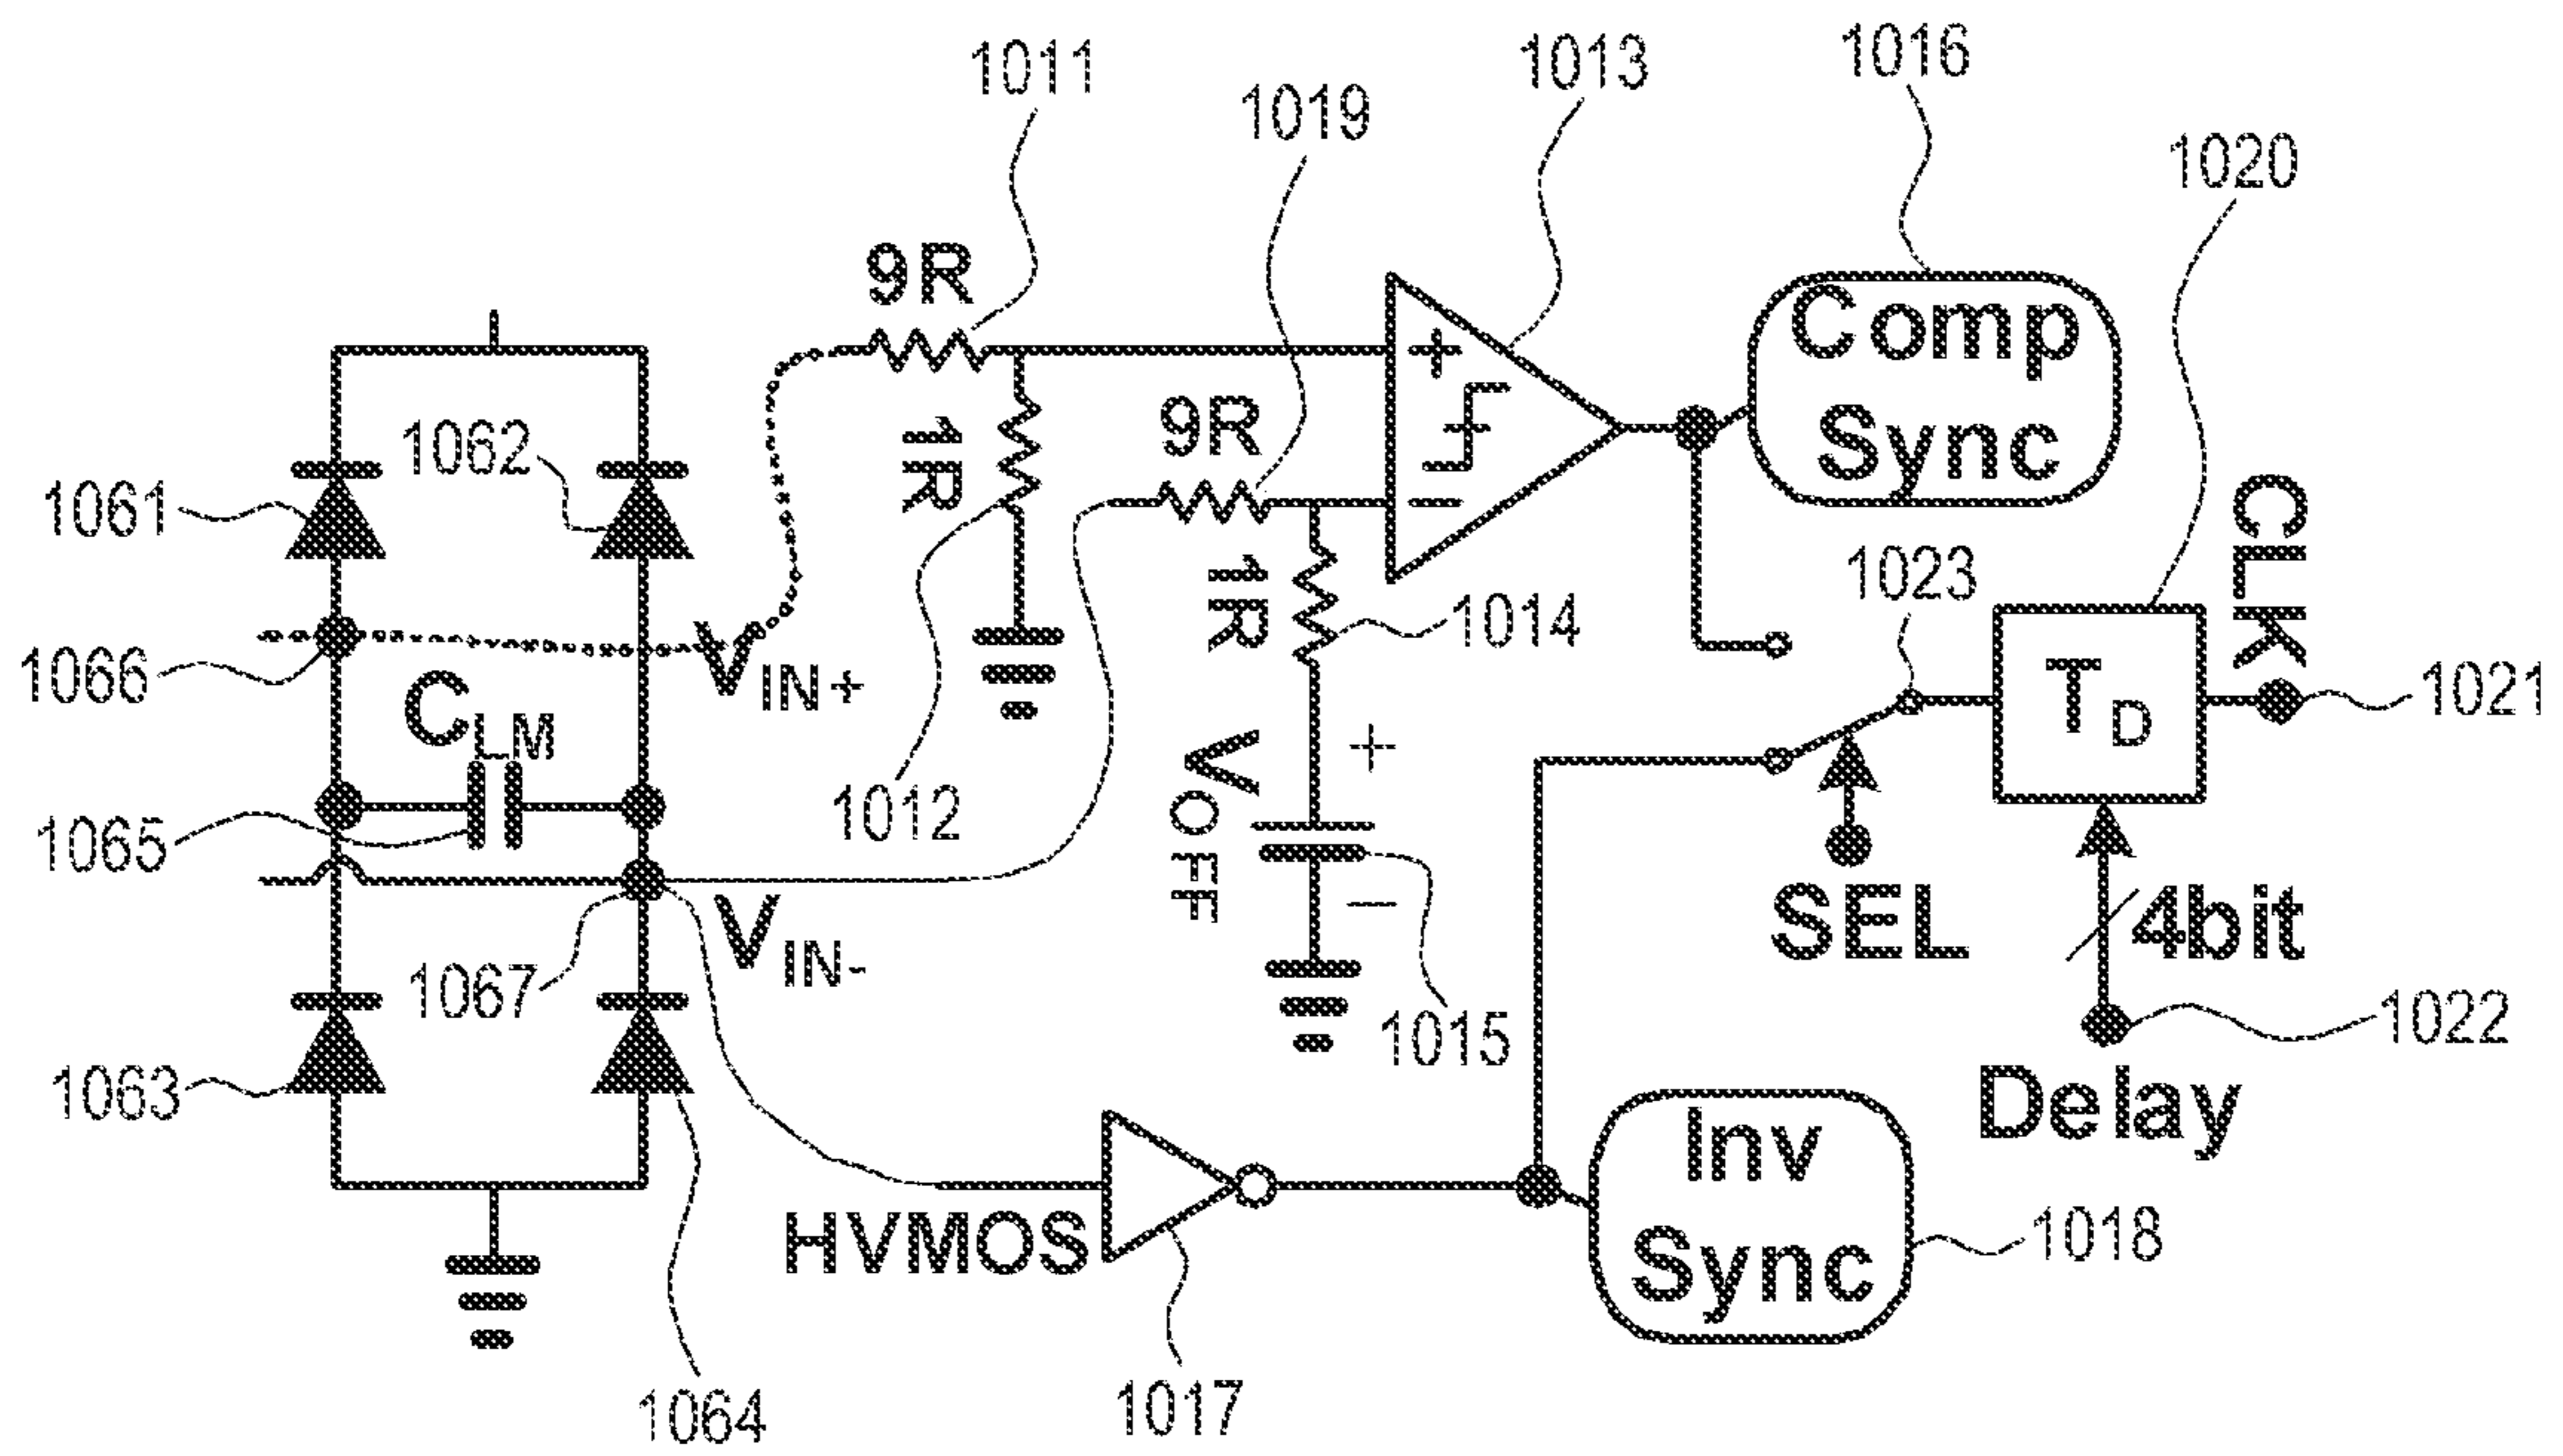 1011
1013
1016
1019
1020
9R
Comp
Sync
1R
9R
1062
1061
CLK
1023
1R
1014
1066
VIN+
CLM
TD
1021
1012
VOFF
+
-
1065
SEL
4bit
VIN-
1067
1015
1022
1063
Delay
Inv
Sync
HVMOS
1018
1064
1017